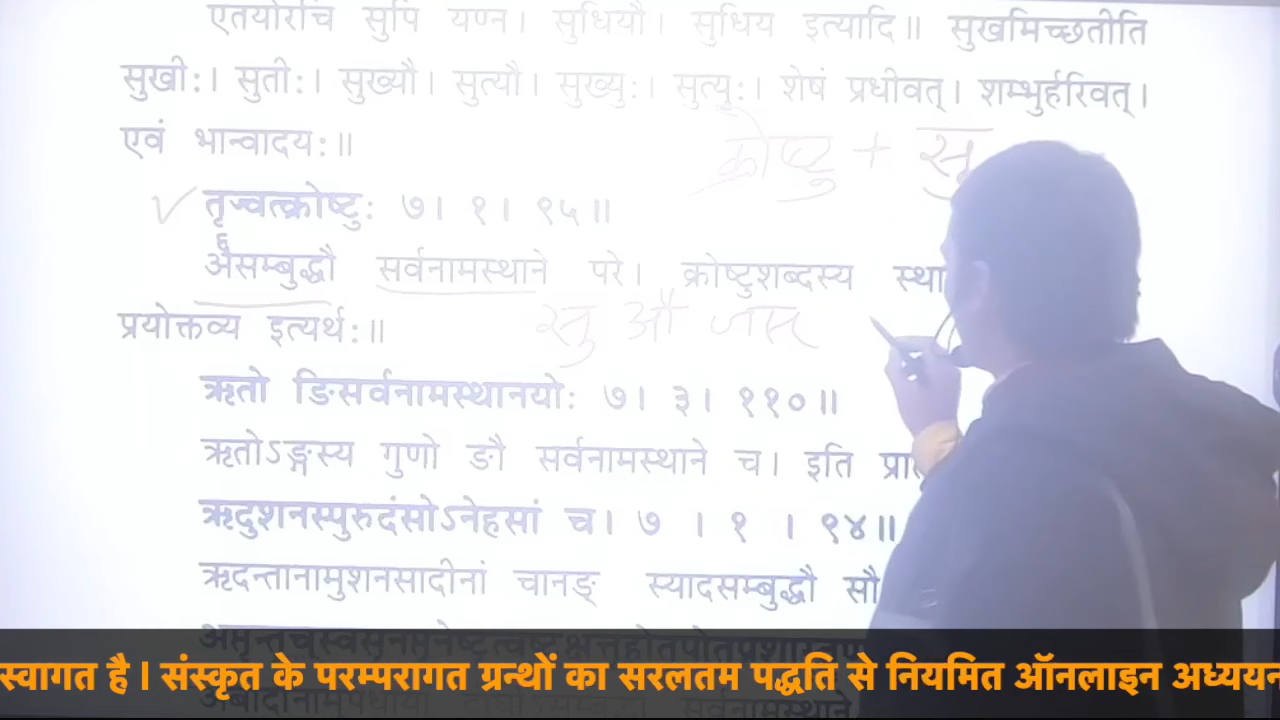 एतयोरचि सुपि यण्न। सुधियौ। सुधिय इत्यादि॥ सुखमिच्छतीति
सुखीः। सुतीः। सुख्यौ। सुत्यौ। सुख्युः। सुत्युः। शेषं प्रधीवत्। शम्भुर्हरिवत्।
एवं भान्वादयः॥
क्रोष्टु + सु
तृज्वत्क्रोष्टुः ७। १। ९५॥
६
असम्बुद्धौ सर्वनामस्थाने परे। क्रोष्टुशब्दस्य स्था
सु औ जस्
प्रयोक्तव्य इत्यर्थः॥
ऋतो ङिसर्वनामस्थानयोः ७। ३। ११०॥
ऋतोऽङ्गस्य गुणो ङौ सर्वनामस्थाने च। इति
ऋदुशनस्पुरुदंसोऽनेहसां च। ७ । १ । ९४॥
ऋदन्तानामुशनसादीनां चानङ् स्यादसम्बुद्धौ सौ
स्वागत है। संस्कृत के परम्परागत ग्रन्थों का सरलतम पद्धति से नियमित ऑनलाइन अध्ययन